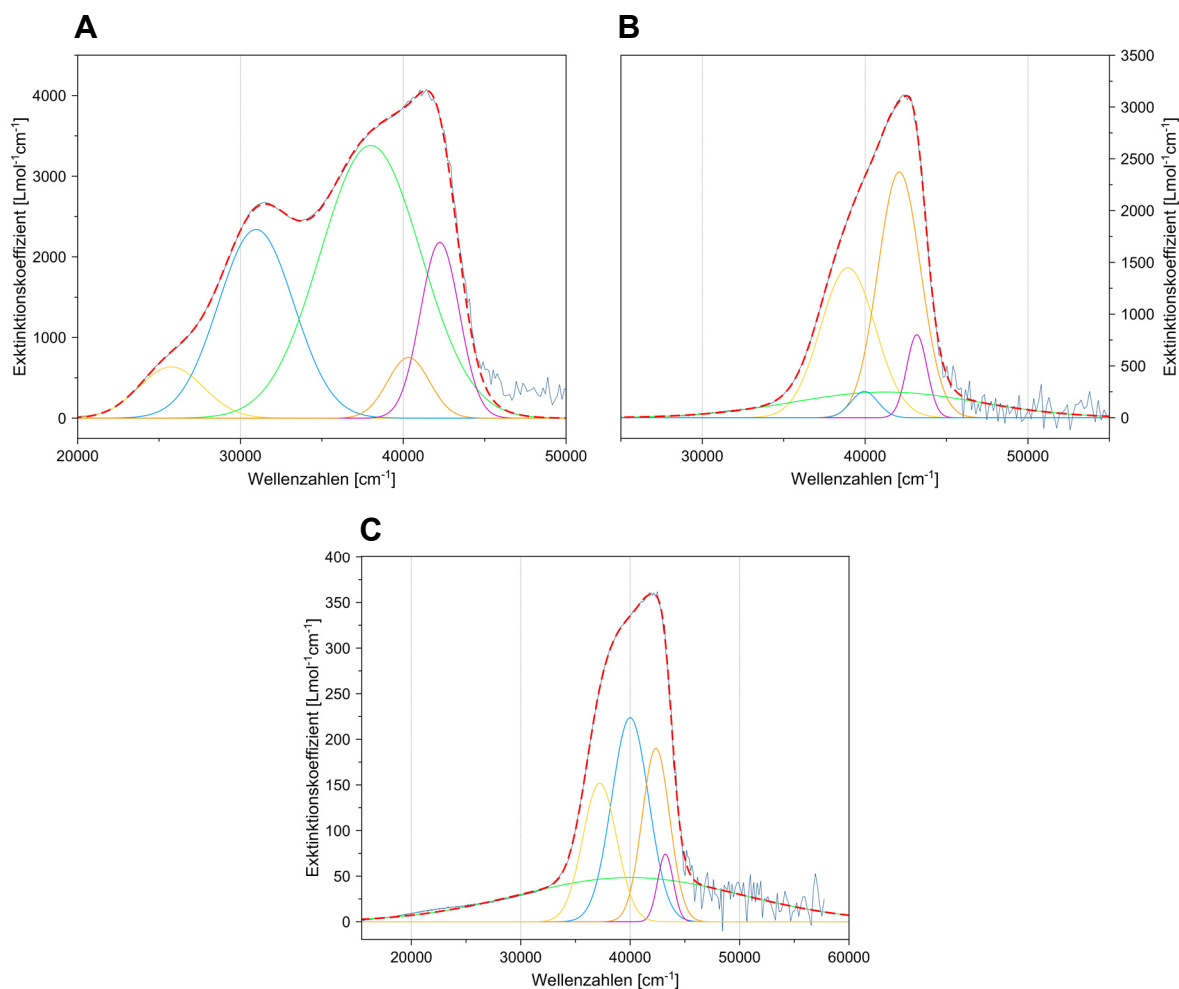 A
Exktinktionskoeffizient [Lmol⁻¹cm⁻¹]
4000
3000
2000
1000
0
20000 30000 40000 50000
Wellenzahlen [cm⁻¹]
B
3500
3000
2500
2000
1500
1000
500
0
Exktinktionskoeffizient [Lmol⁻¹cm⁻¹]
30000 40000 50000
Wellenzahlen [cm⁻¹]
C
Exktinktionskoeffizient [Lmol⁻¹cm⁻¹]
400
350
300
250
200
150
100
50
0
20000 30000 40000 50000 60000
Wellenzahlen [cm⁻¹]